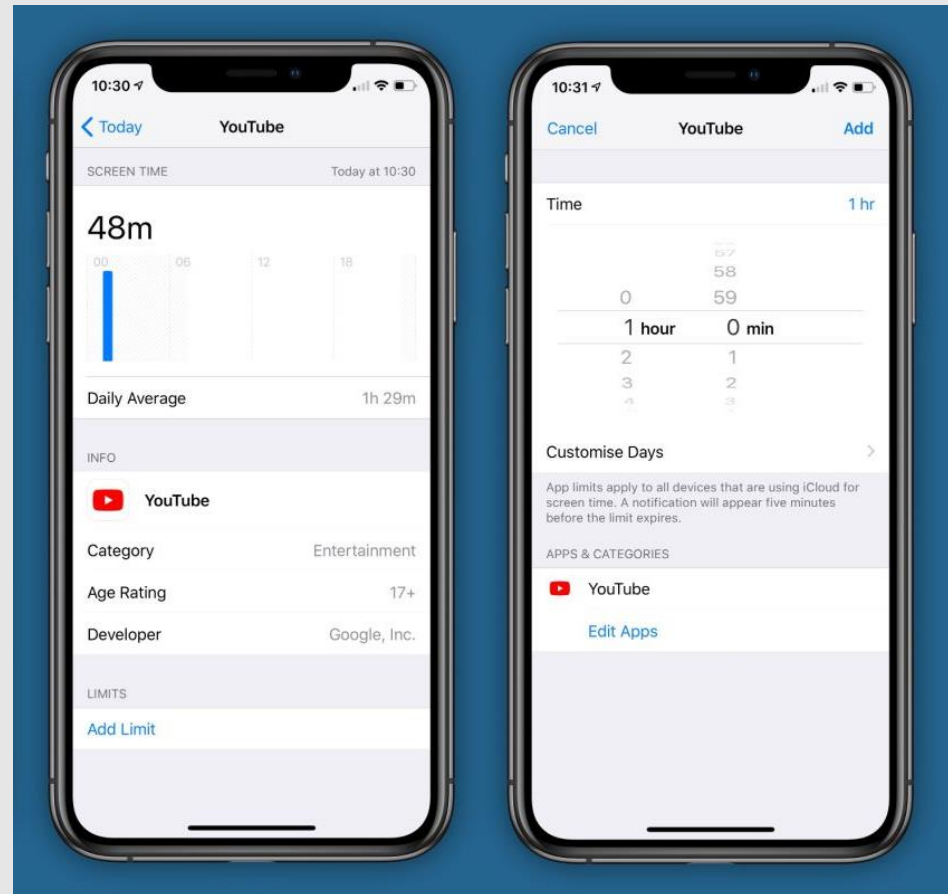 10:30
Today YouTube
SCREEN TIME Today at 10:30
48m
00 06 12 18
Daily Average 1h 29m
INFO
YouTube
Category Entertainment
Age Rating 17+
Developer Google, Inc.
LIMITS
Add Limit
10:31
Cancel YouTube Add
Time 1 hr
57
58
0 59
1 hour 0 min
2 1
3 2
4 3
Customise Days
App limits apply to all devices that are using iCloud for
screen time. A notification will appear five minutes
before the limit expires.
APPS & CATEGORIES
YouTube
Edit Apps